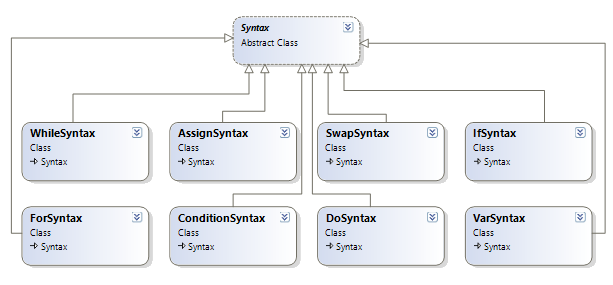 Syntax
Abstract Class
WhileSyntax
Class
Syntax
AssignSyntax
Class
Syntax
SwapSyntax
Class
Syntax
IfSyntax
Class
Syntax
ForSyntax
Class
Syntax
ConditionSyntax
Class
Syntax
DoSyntax
Class
Syntax
VarSyntax
Class
Syntax